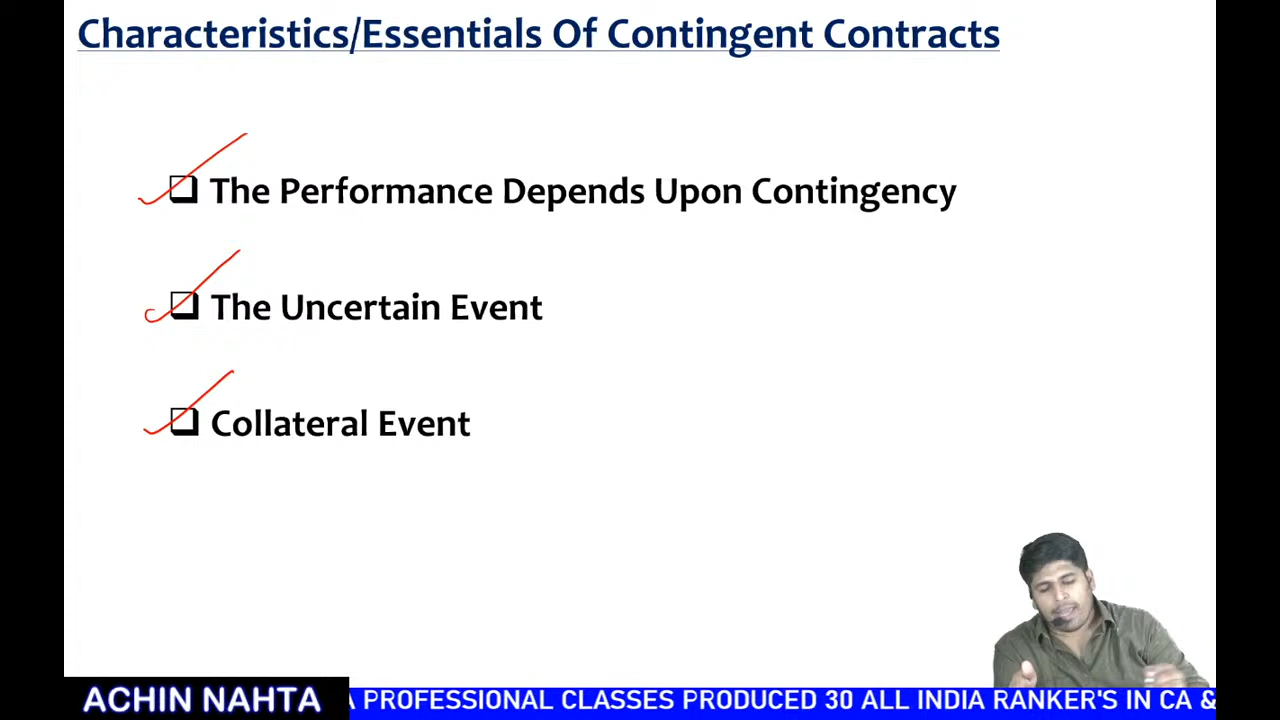 Characteristics/Essentials Of Contingent Contracts
The Performance Depends Upon Contingency
The Uncertain Event
Collateral Event
ACHIN NAHTA
A PROFESSIONAL CLASSES PRODUCED 30 ALL INDIA RANKER'S IN CA &